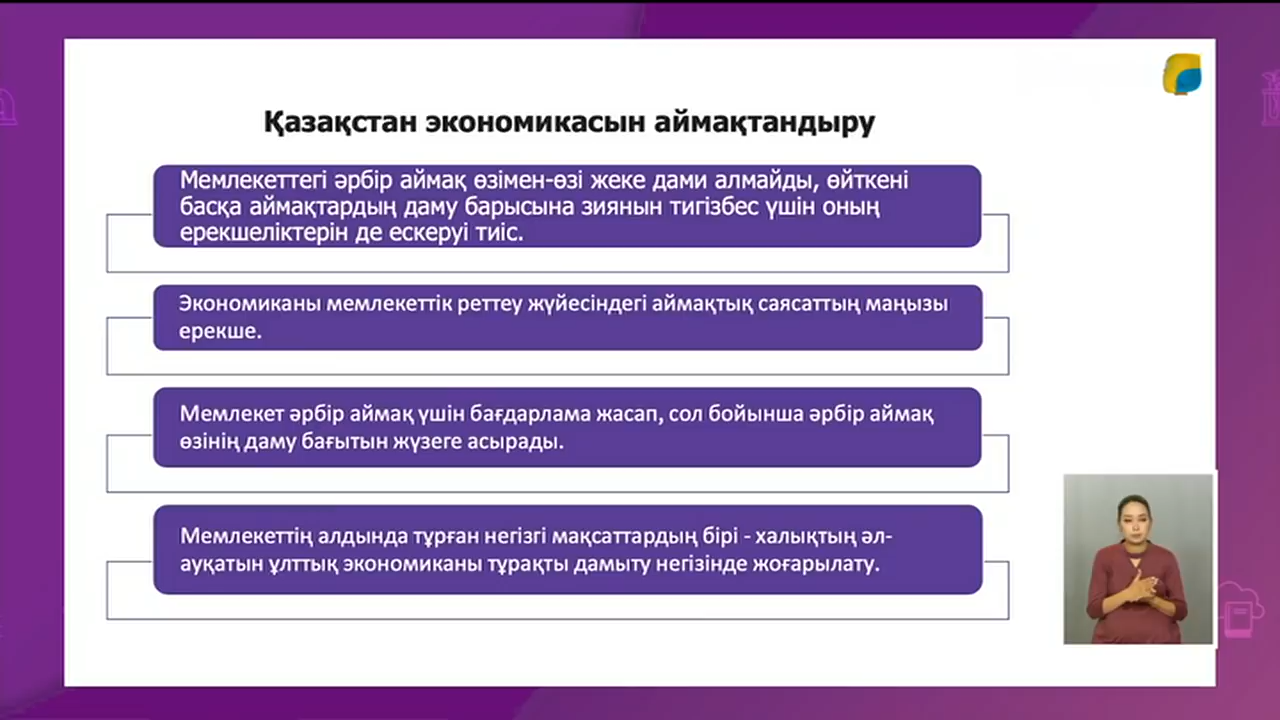 Қазақстан экономикасын аймақтандыру
Мемлекеттегі әрбір аймақ өзімен-өзі жеке дами алмайды, өйткені
басқа аймақтардың даму барысына зиянын тигізбес үшін оның
ерекшеліктерін де ескеруі тиіс.
Экономиканы мемлекеттік реттеу жүйесіндегі аймақтық саясаттың маңызы
ерекше.
Мемлекет әрбір аймақ үшін бағдарлама жасап, сол бойынша әрбір аймақ
өзінің даму бағытын жүзеге асырады.
Мемлекеттің алдында тұрған негізгі мақсаттардың бірі - халықтың әл-
ауқатын ұлттық экономиканы тұрақты дамыту негізінде жоғарылату.